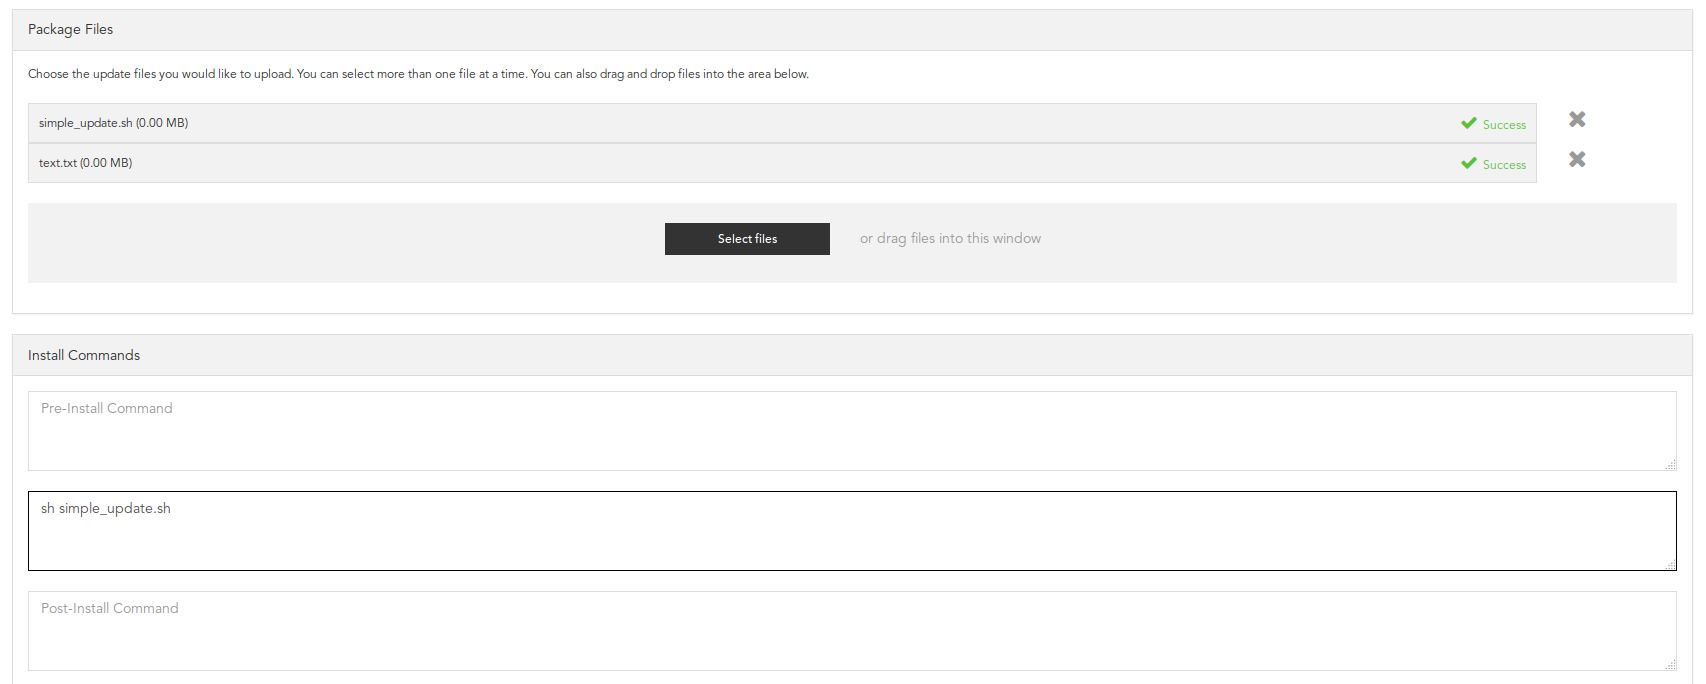 Package Files
Choose the update files you would like to upload. You can select more than one file at a time. You can also drag and drop files into the area below.
simple_update.sh (0.00 MB) Success
text.txt (0.00 MB) Success
Select files or drag files into this window
Install Commands
Pre-Install Command
sh simple_update.sh
Post-Install Command